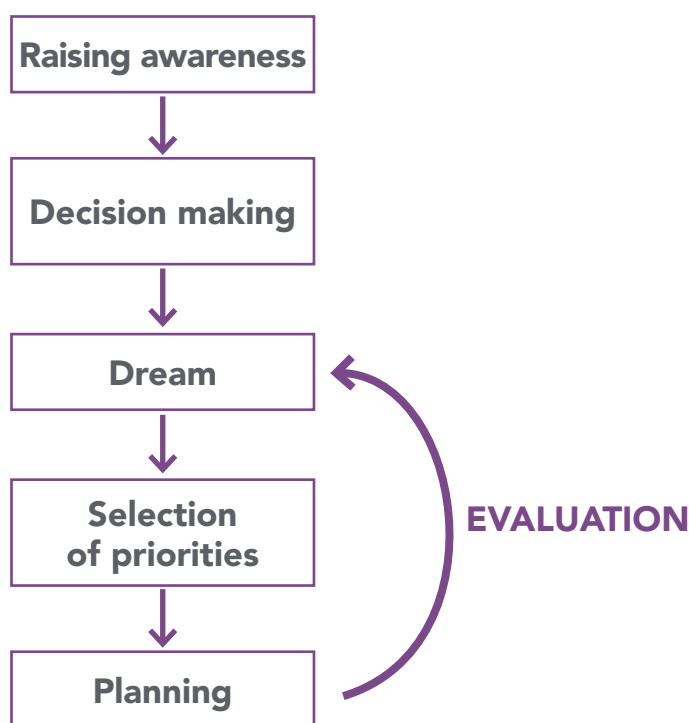 Raising awareness
Decision making
Dream
Selection
of priorities
EVALUATION
Planning